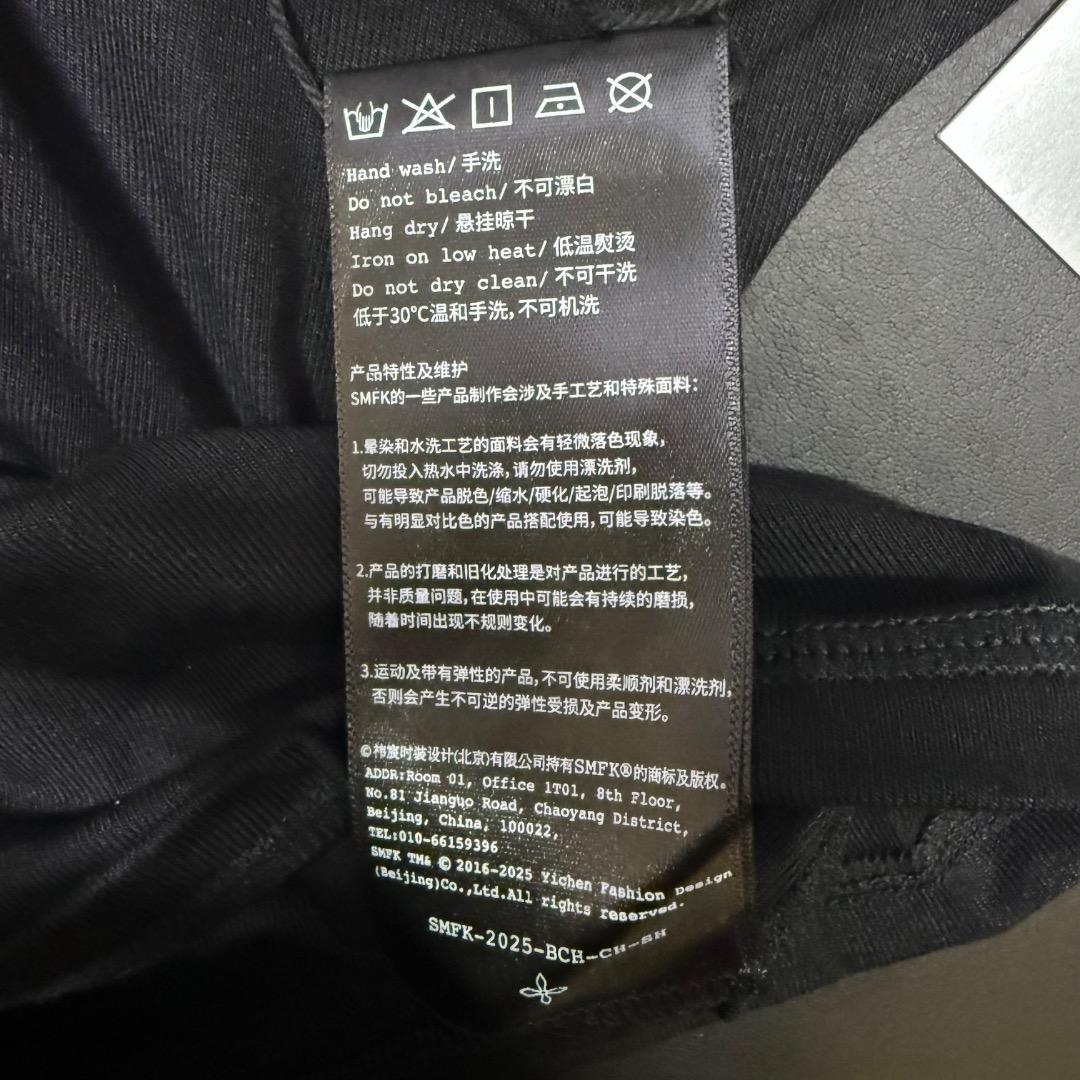 Hand wash/手洗
Do not bleach/不可漂白
Hang dry/悬挂晾干
Iron on low heat/低温熨烫
Do not dry clean/不可干洗
低于30℃温和手洗,不可机洗
产品特性及维护
SMFK的一些产品制作会涉及手工艺和特殊面料:
1.晕染和水洗工艺的面料会有轻微落色现象,
切勿投入热水中洗涤,请勿使用漂洗剂,
可能导致产品脱色/缩水/硬化/起泡/印刷脱落等。
与有明显对比色的产品搭配使用,可能导致染色。
2.产品的打磨和旧化处理是对产品进行的工艺,
并非质量问题,在使用中可能会有持续的磨损,
随着时间出现不规则变化。
3.运动及带有弹性的产品,不可使用柔顺剂和漂洗剂,
否则会产生不可逆的弹性受损及产品变形。
©祎宸时装设计(北京)有限公司持有SMFK®的商标及版权。
ADDR:Room 01, Office 1T01, 8th Floor,
No.81 Jianguo Road, Chaoyang District,
Beijing, China, 100022,
TEL:010-66159396
SMFK TM& © 2016-2025 Yichen Fashion Design
(Beijing)Co.,Ltd.All rights reserved.
SMFK-2025-BCH-CH-SH